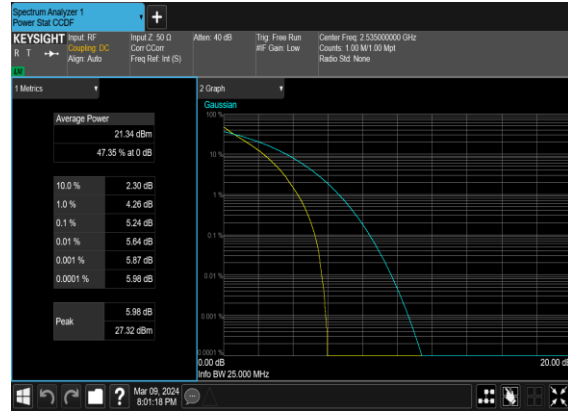 Spectrum Analyzer 1
Power Stat CCDF
KEYSIGHT
R T
Input: RF
Coupling: DC
Align: Auto
Input Z: 50 Ω
Corr CCorr
Freq Ref: Int (S)
Atten: 40 dB
Trig: Free Run
#IF Gain: Low
Center Freq: 2.535000000 GHz
Counts: 1.00 M/1.00 Mpt
Radio Std: None
1 Metrics
Average Power
21.34 dBm
47.35 % at 0 dB
10.0 % 2.30 dB
1.0 % 4.26 dB
0.1 % 5.24 dB
0.01 % 5.64 dB
0.001 % 5.87 dB
0.0001 % 5.98 dB
Peak
5.98 dB
27.32 dBm
2 Graph
Gaussian
100 %
10 %
1 %
0.1 %
0.01 %
0.001 %
0.0001 %
0.00 dB
20.00 dB
Info BW 25.000 MHz
?
Mar 09, 2024
8:01:18 PM